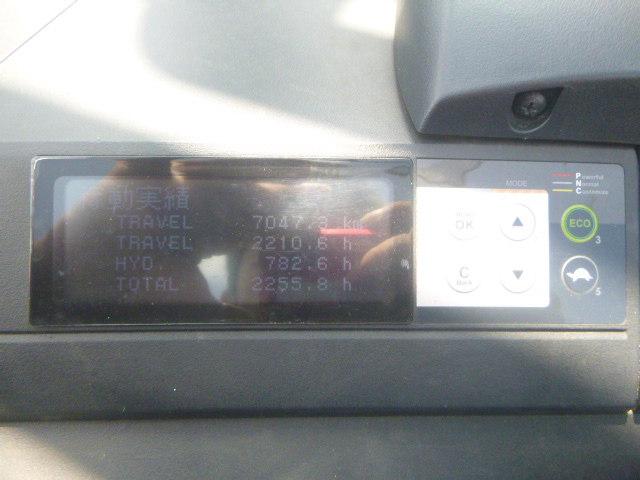 動実績
TRAVEL 7047.3 km
TRAVEL 2210.6 h
HYD. 782.6 h
TOTAL 2255.8 h
MODE
OK
▲
C
Back
▼
Powerful
Normal
Customize
P
N
C
ECO
3
5